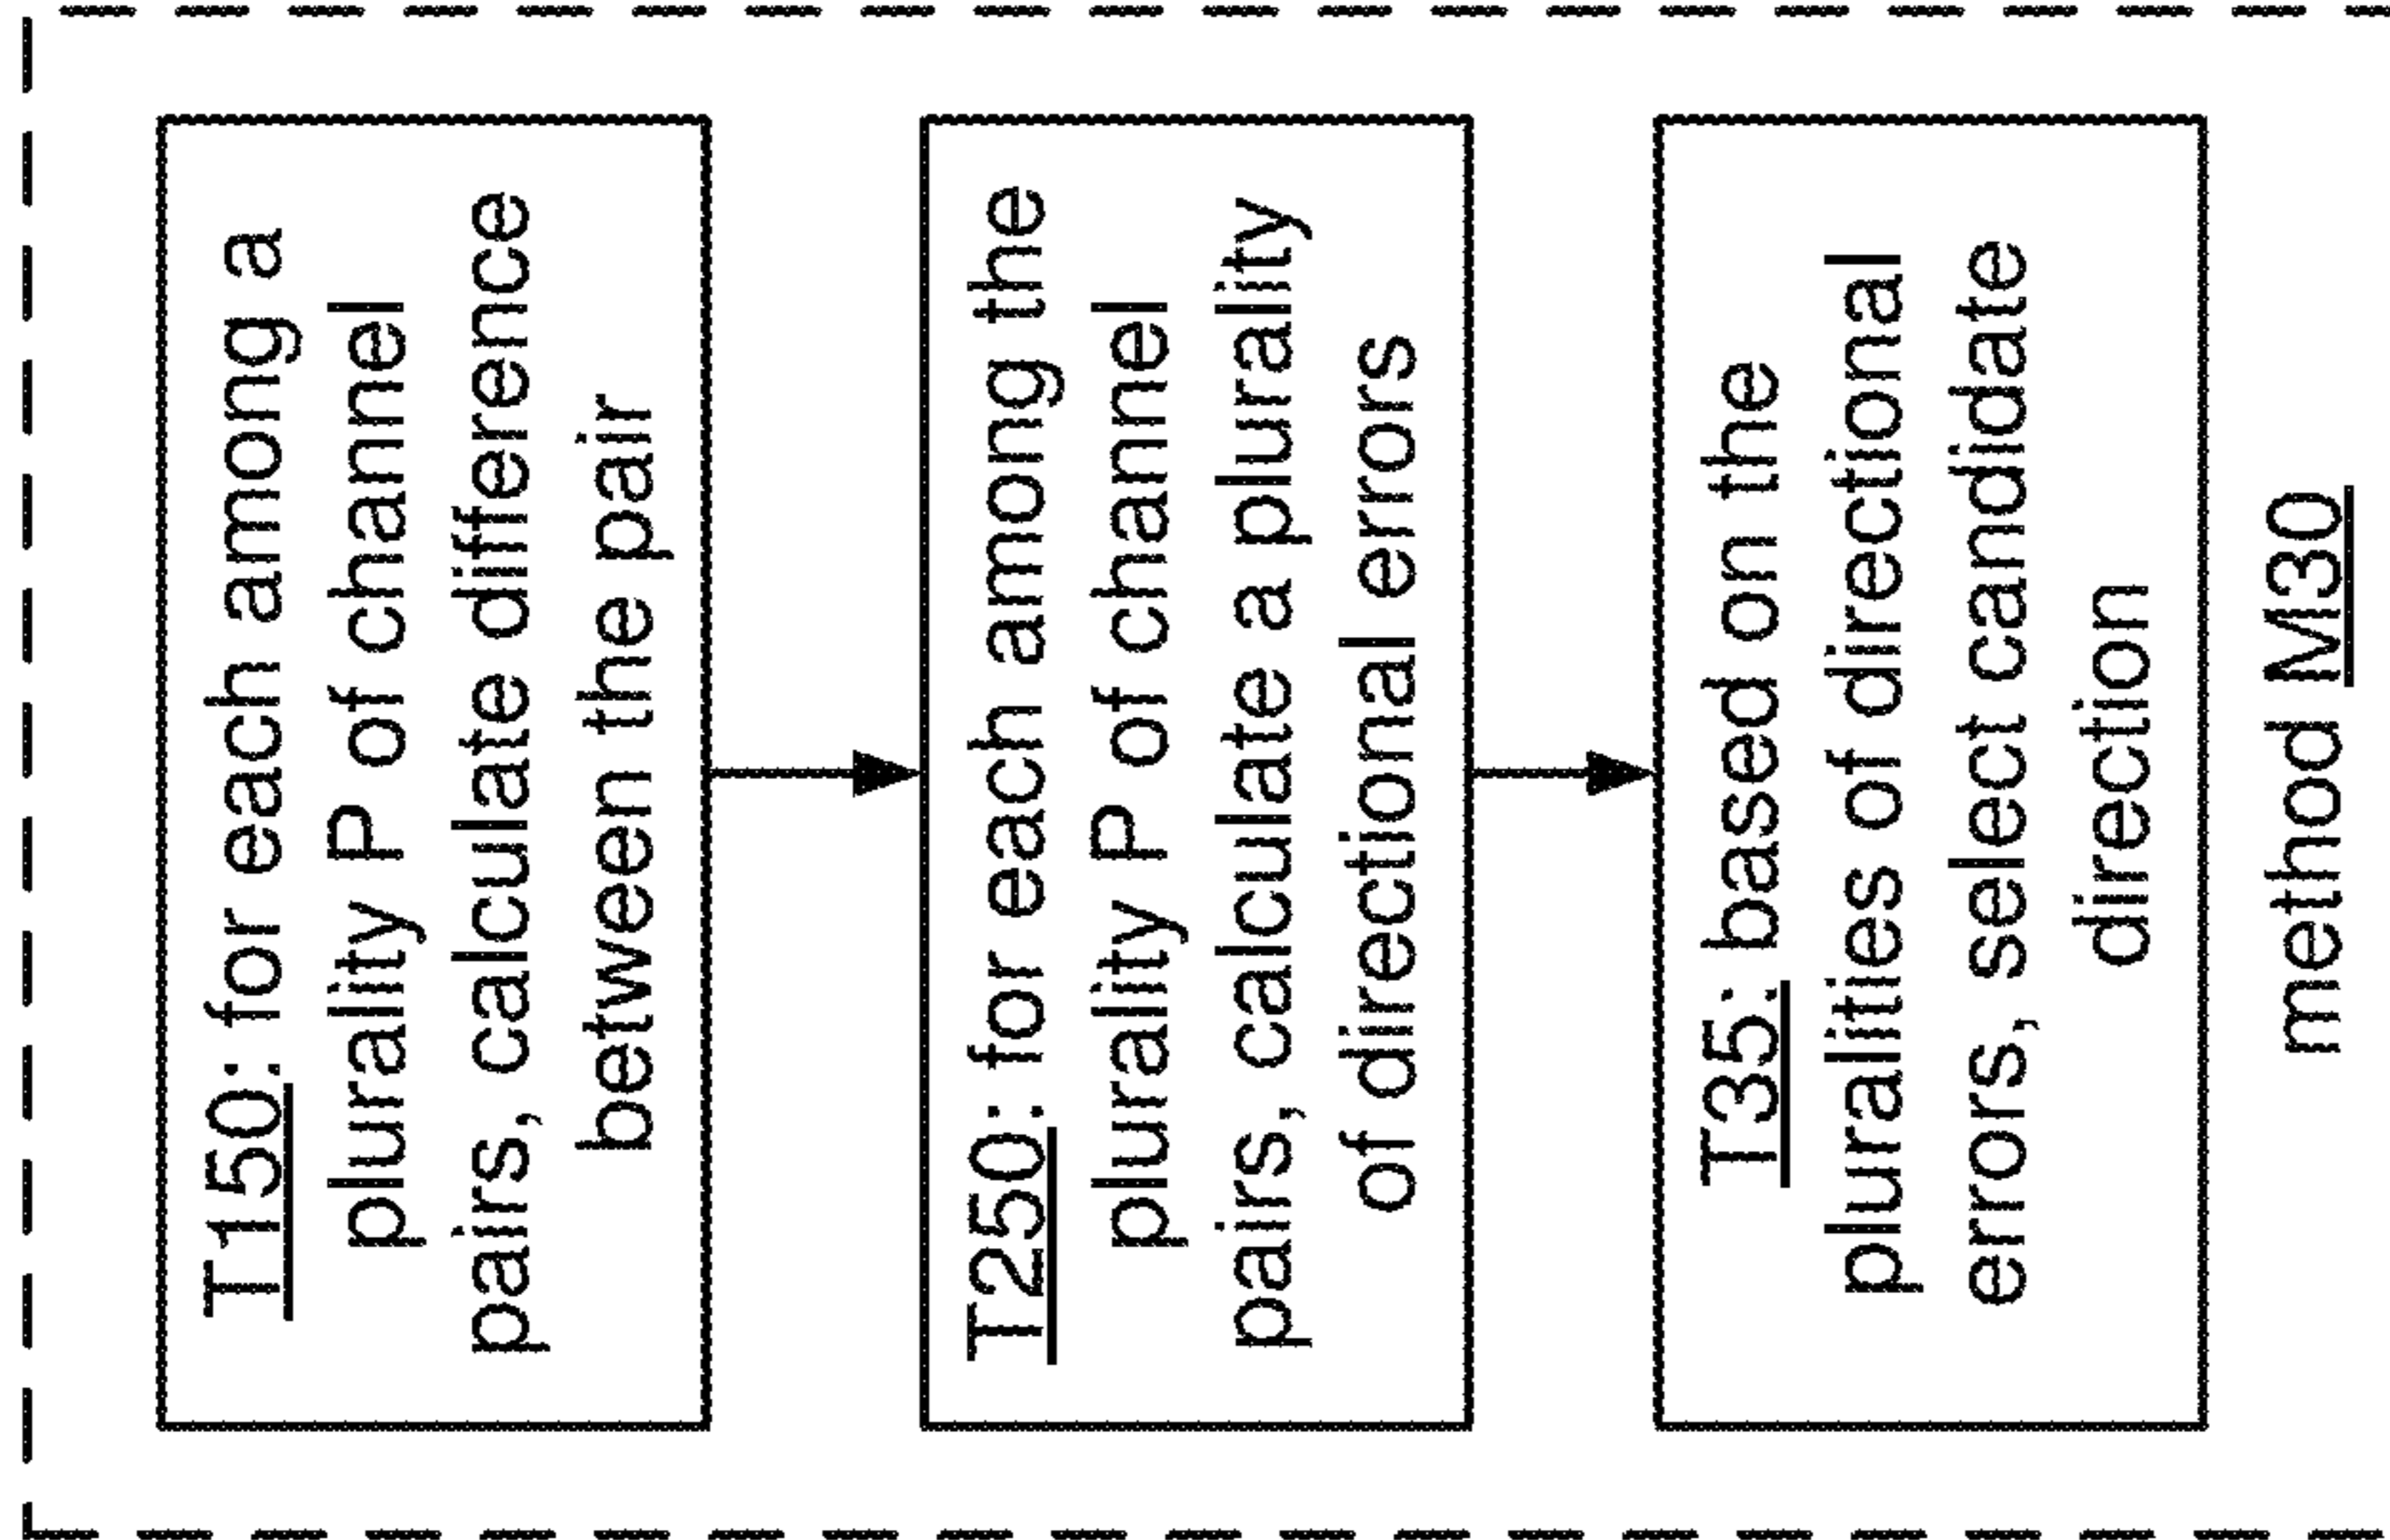 T150: for each among a
plurality P of channel
pairs, calculate difference
between the pair
T250: for each among the
plurality P of channel
pairs, calculate a plurality
of directional errors
T35: based on the
pluralities of directional
errors, select candidate
direction
method M30